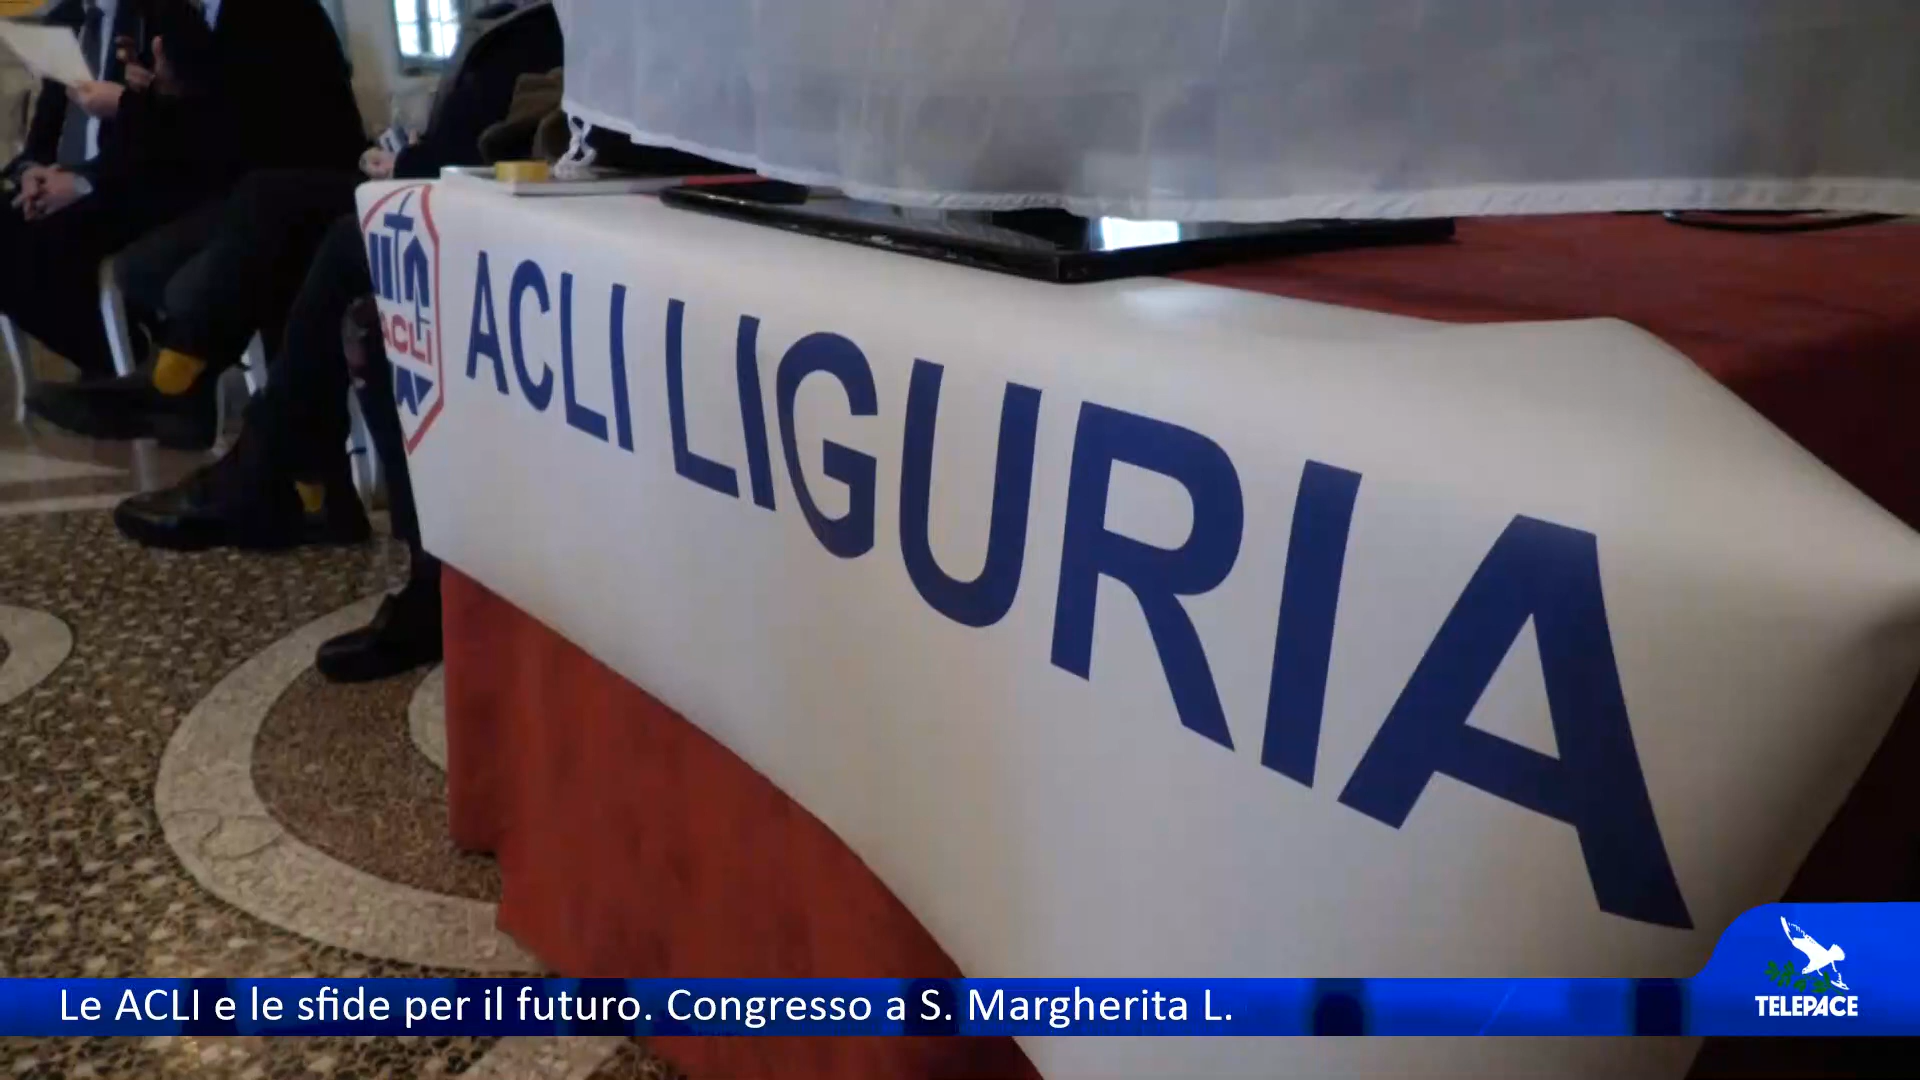 ACLI
ACLI LIGURIA
Le ACLI e le sfide per il futuro. Congresso a S. Margherita L.
TELEPACE